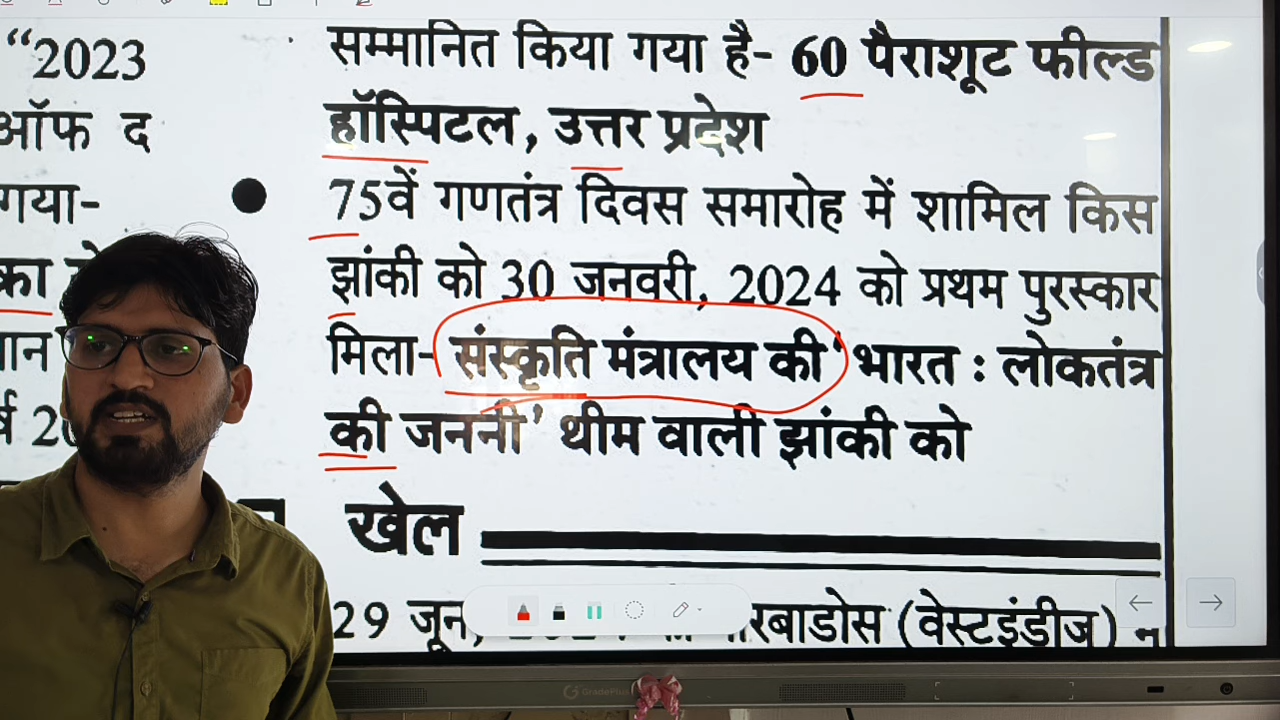 “2023
ऑफ द
गया-
क्रा
सम्मानित किया गया है- 60 पैराशूट फील्ड
हॉस्पिटल, उत्तर प्रदेश
● 75वें गणतंत्र दिवस समारोह में शामिल किस
झांकी को 30 जनवरी, 2024 को प्रथम पुरस्कार
मिला- संस्कृति मंत्रालय की ‘भारत : लोकतंत्र
की जननी’ थीम वाली झांकी को
खेल
29 जून, (वेस्टइंडीज)
GradePlus